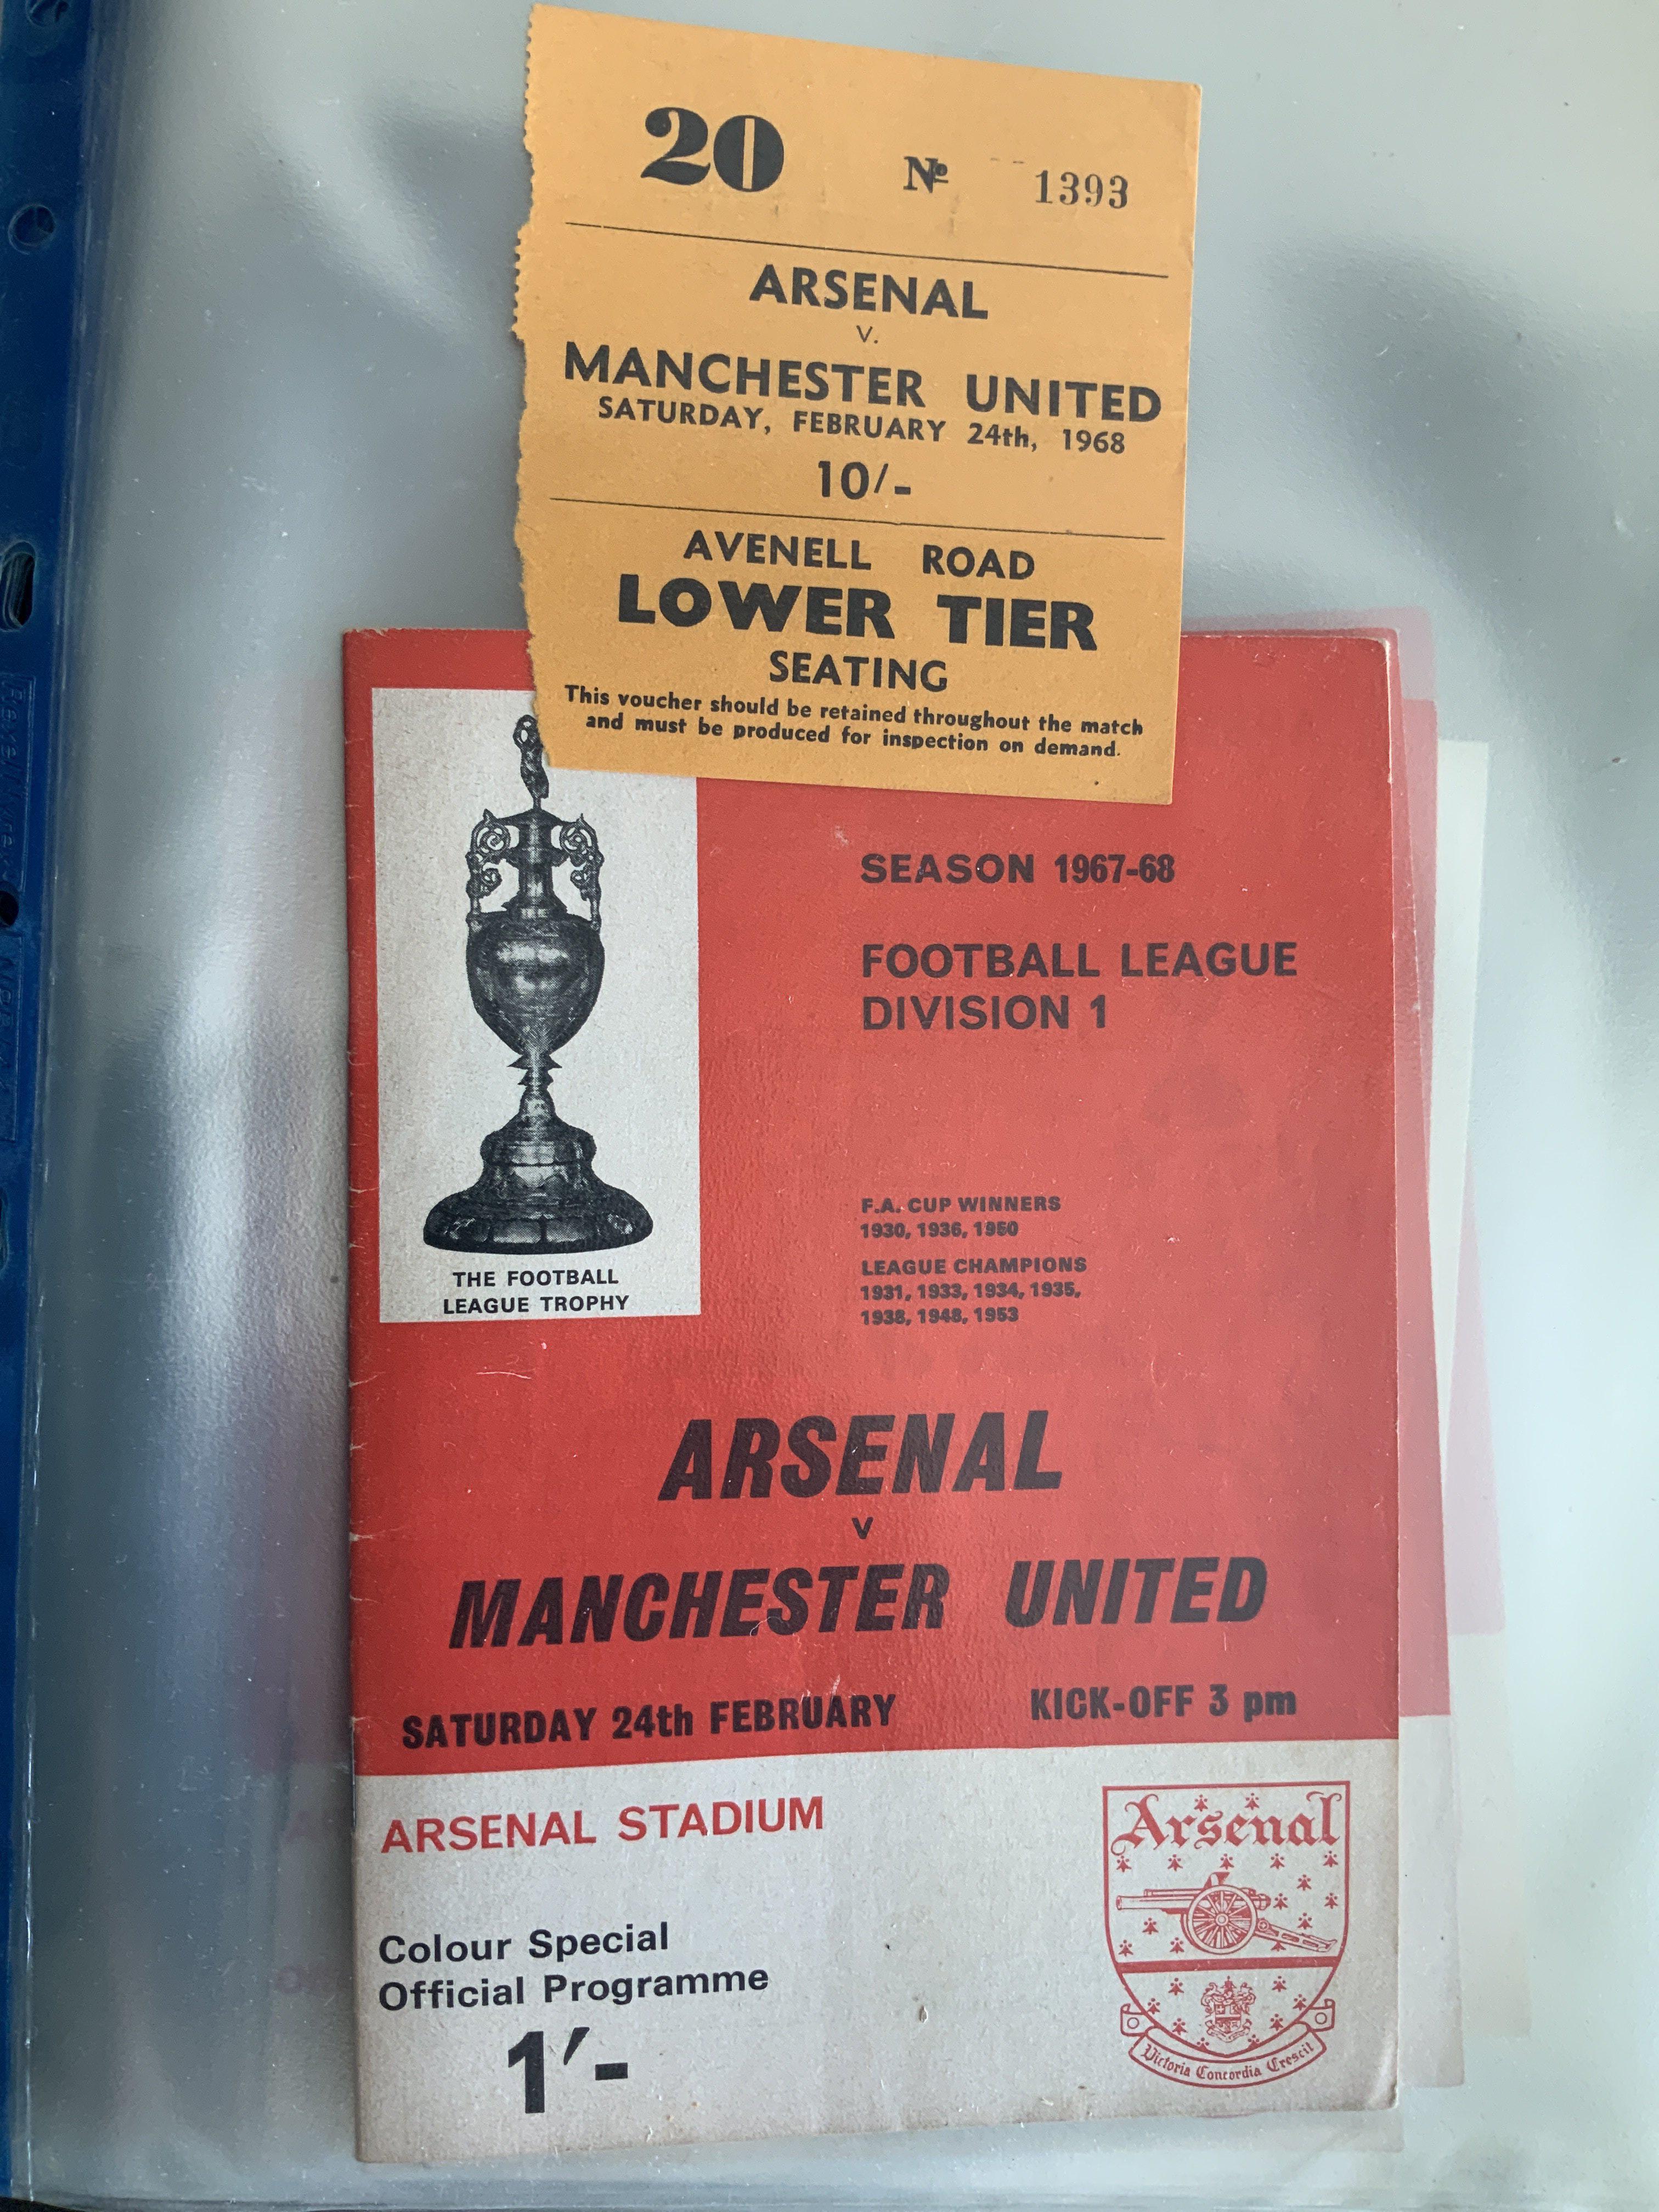 20 No 1393
ARSENAL
V.
MANCHESTER UNITED
SATURDAY, FEBRUARY 24th, 1968
10/-
AVENELL ROAD
LOWER TIER
SEATING
This voucher should be retained throughout the match
and must be produced for inspection on demand.
SEASON 1967-68
FOOTBALL LEAGUE
DIVISION 1
F.A. CUP WINNERS
1930, 1936, 1950
LEAGUE CHAMPIONS
1931, 1933, 1934, 1935,
1938, 1948, 1953
THE FOOTBALL
LEAGUE TROPHY
ARSENAL
v
MANCHESTER UNITED
SATURDAY 24th FEBRUARY KICK-OFF 3 pm
ARSENAL STADIUM
Colour Special
Official Programme
1'-
Arsenal
Victoria Concordia Crescit